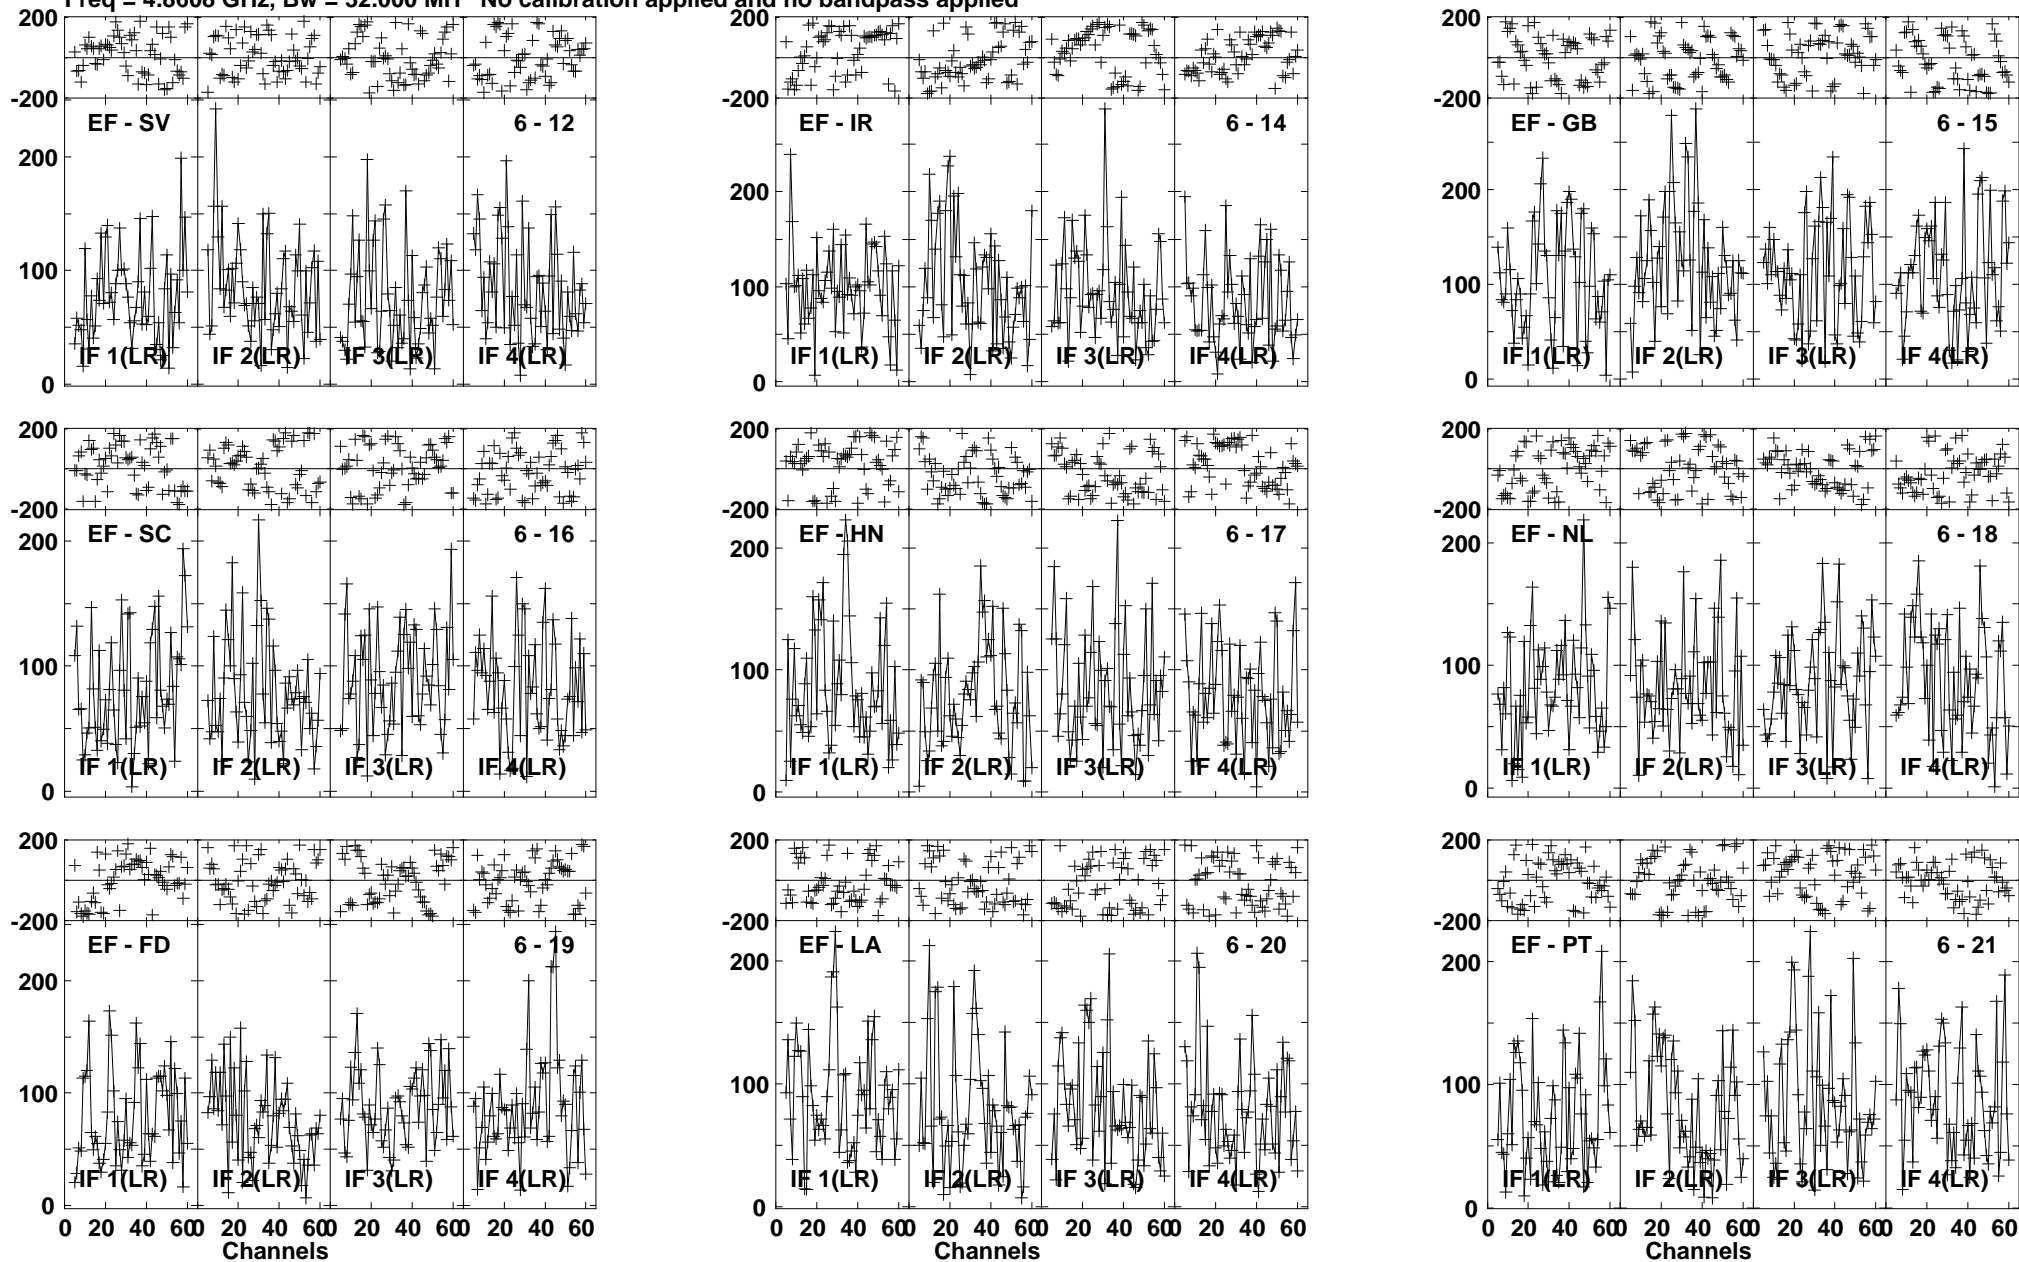 Freq = 4.8608 GHz, Bw = 32.000 MH No calibration applied and no bandpass applied
200
-200
EF - SV 6 - 12
200
100
0
IF 1(LR) IF 2(LR) IF 3(LR) IF 4(LR)
200
-200
EF - IR 6 - 14
200
100
0
IF 1(LR) IF 2(LR) IF 3(LR) IF 4(LR)
200
-200
EF - GB 6 - 15
200
100
0
IF 1(LR) IF 2(LR) IF 3(LR) IF 4(LR)
200
-200
EF - SC 6 - 16
200
100
0
IF 1(LR) IF 2(LR) IF 3(LR) IF 4(LR)
200
-200
EF - HN 6 - 17
200
100
0
IF 1(LR) IF 2(LR) IF 3(LR) IF 4(LR)
200
-200
EF - NL 6 - 18
200
100
0
IF 1(LR) IF 2(LR) IF 3(LR) IF 4(LR)
200
-200
EF - FD 6 - 19
200
100
0
IF 1(LR) IF 2(LR) IF 3(LR) IF 4(LR)
0 20 40 60 0 20 40 60 0 20 40 60 0 20 40 60
Channels
200
-200
EF - LA 6 - 20
200
100
0
IF 1(LR) IF 2(LR) IF 3(LR) IF 4(LR)
0 20 40 60 0 20 40 60 0 20 40 60 0 20 40 60
Channels
200
-200
EF - PT 6 - 21
200
100
0
IF 1(LR) IF 2(LR) IF 3(LR) IF 4(LR)
0 20 40 60 0 20 40 60 0 20 40 60 0 20 40 60
Channels